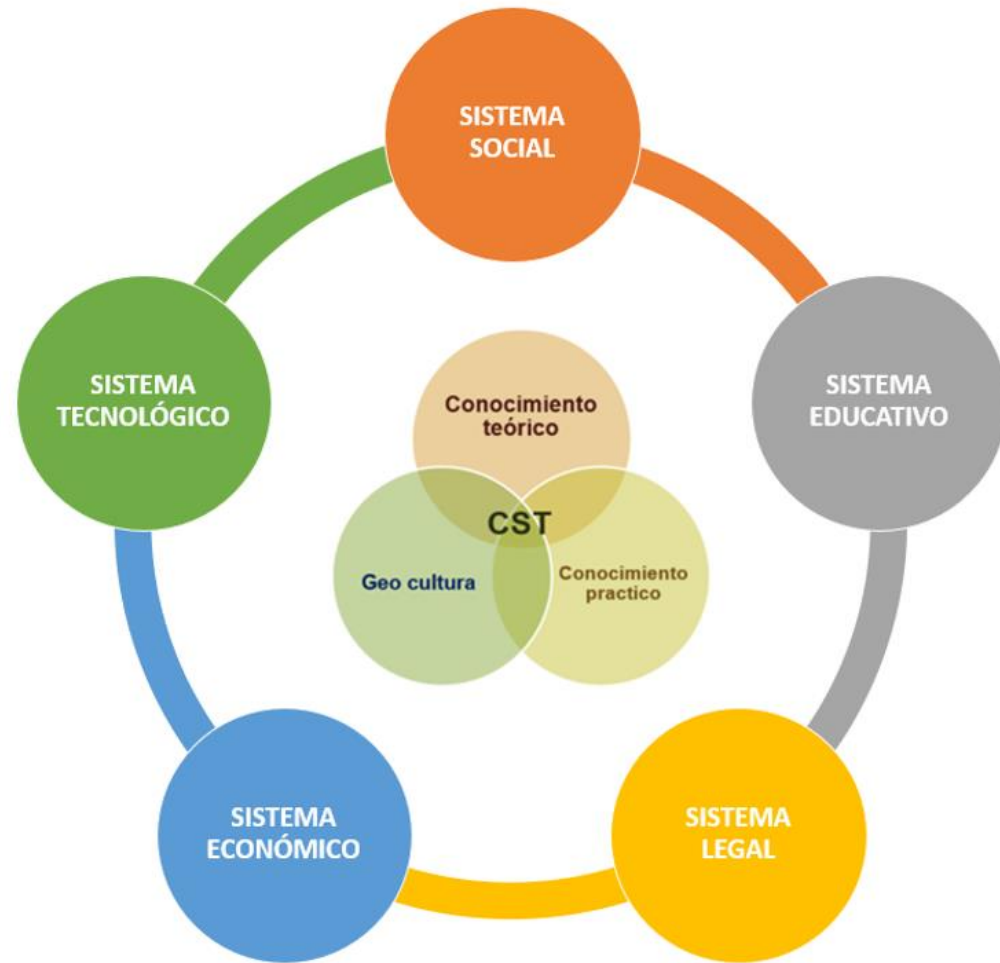 SISTEMA
SOCIAL
SISTEMA
TECNOLÓGICO
SISTEMA
EDUCATIVO
Conocimiento
teórico
CST
Geo cultura
Conocimiento
practico
SISTEMA
ECONÓMICO
SISTEMA
LEGAL